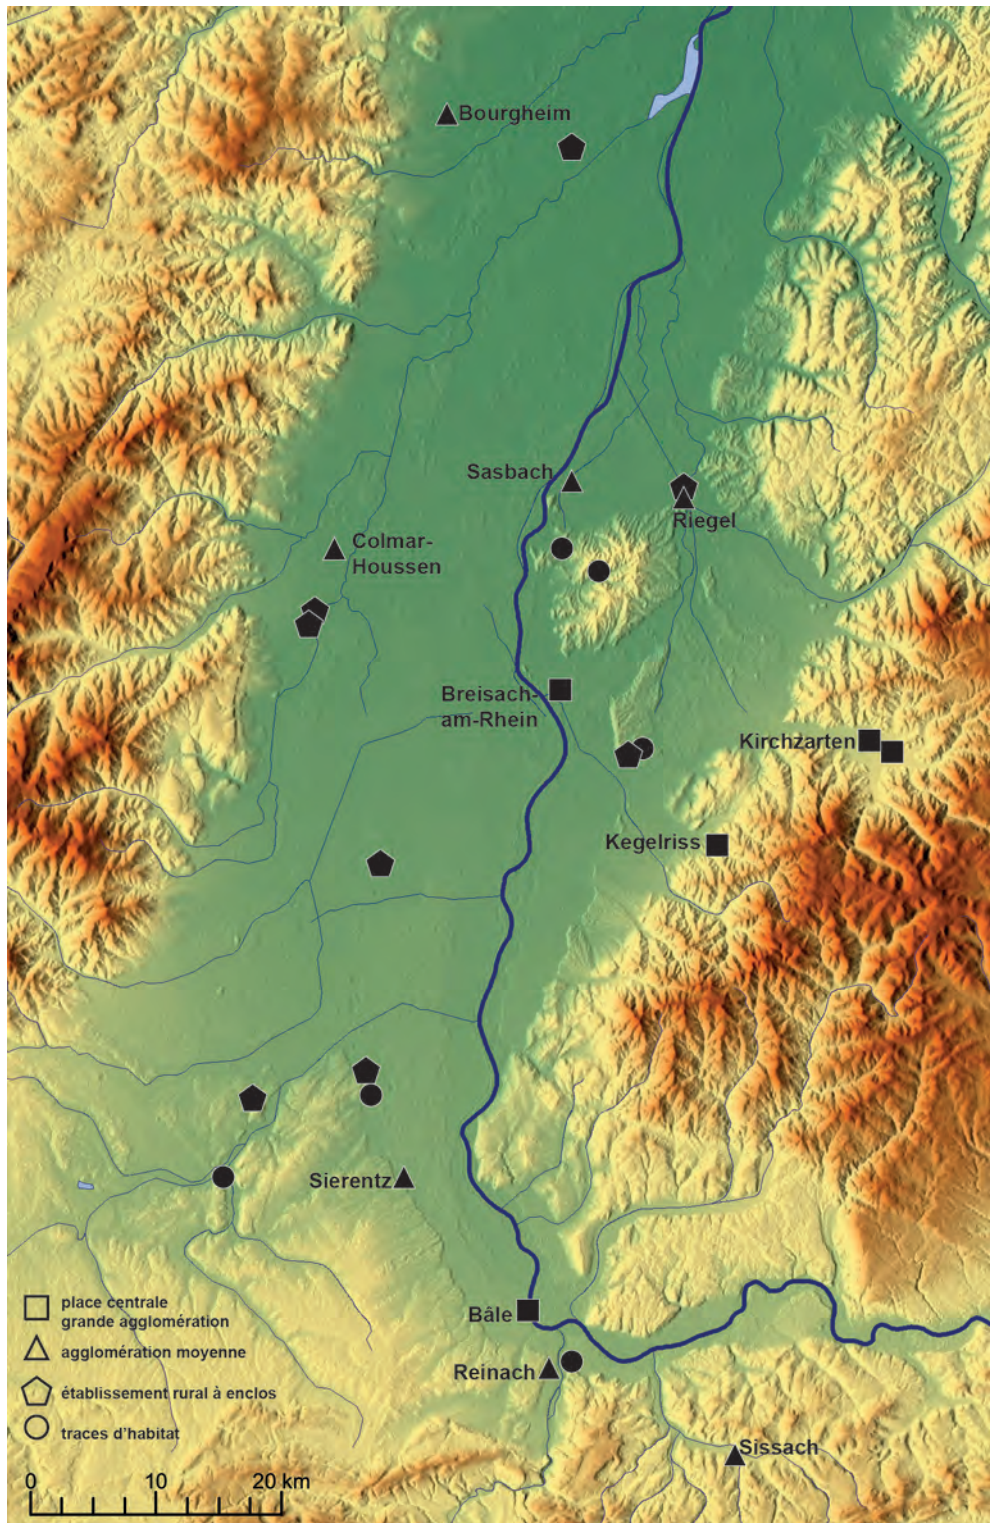 Bourgheim
Sasbach
Riegel
Colmar-
Houssen
Breisach-
am-Rhein
Kirchzarten
Kegelriss
Sierentz
Bâle
Reinach
Sissach
place centrale
grande agglomération
agglomération moyenne
établissement rural à enclos
traces d'habitat
0 10 20 km